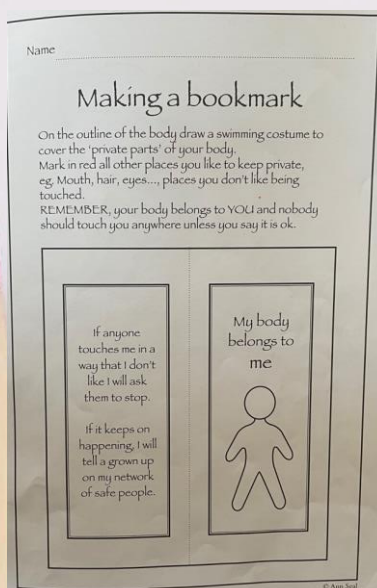 Name
Making a bookmark
On the outline of the body draw a swimming costume to
cover the 'private parts' of your body.
Mark in red all other places you like to keep private,
eg. Mouth, hair, eyes..., places you don't like being
touched.
REMEMBER, your body belongs to YOU and nobody
should touch you anywhere unless you say it is ok.
If anyone
touches me in a
way that I don't
like I will ask
them to stop.
If it keeps on
happening, I will
tell a grown up
on my network
of safe people.
My body
belongs to
me
© Ann Seal